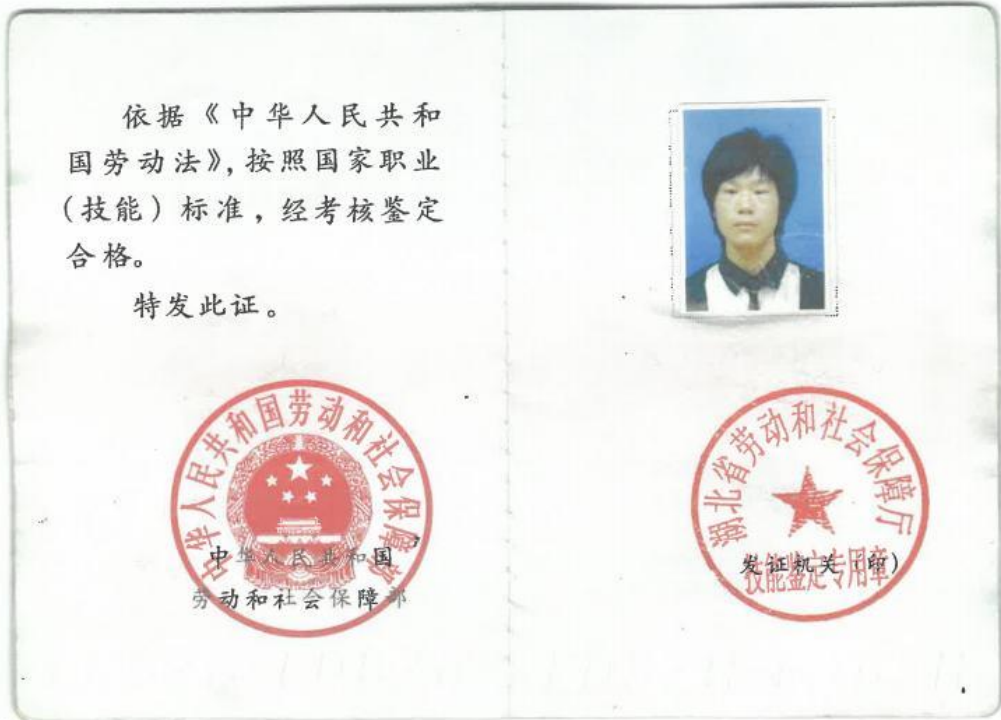 依据《中华人民共和
国劳动法》,按照国家职业
(技能)标准，经考核鉴定
合格。
特发此证。
中华人民共和国劳动和社会保障部
中华人民共和国
劳动和社会保障部
湖北省劳动和社会保障厅
发证机关(印)
技能鉴定专用章